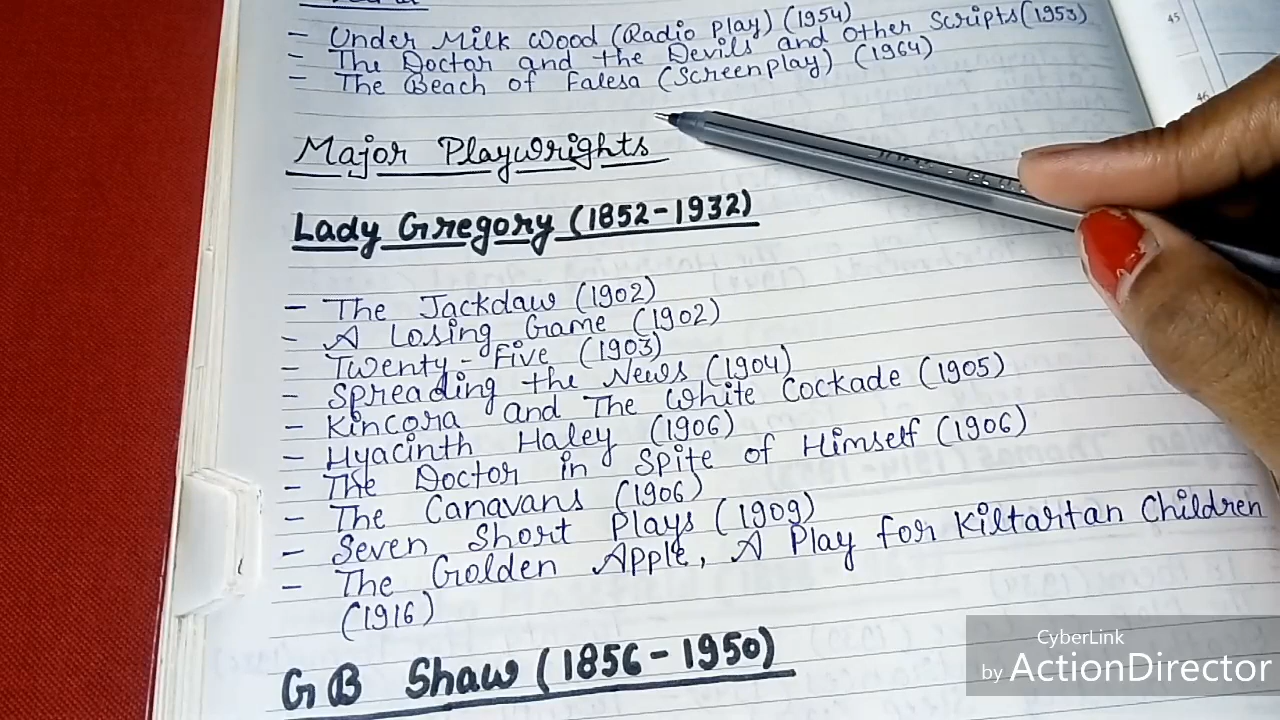 - Under Milk Wood (Radio Play) (1954)
- The Doctor and the Devils and Other Scripts (1953)
- The Beach of Falesa (Screenplay) (1964)
Major Playwrights
Lady Gregory (1852-1932)
- The Jackdaw (1902)
- A Losing Game (1902)
- Twenty-Five (1903)
- Spreading the News (1904)
- Kincora and The White Cockade (1905)
- Hyacinth Haley (1906)
- The Doctor in Spite of Himself (1906)
- The Canavans (1906)
- Seven Short Plays (1909)
- The Golden Apple, A Play for Kiltartan Children
(1916)
G B Shaw (1856-1950)
45
46
CyberLink
by ActionDirector